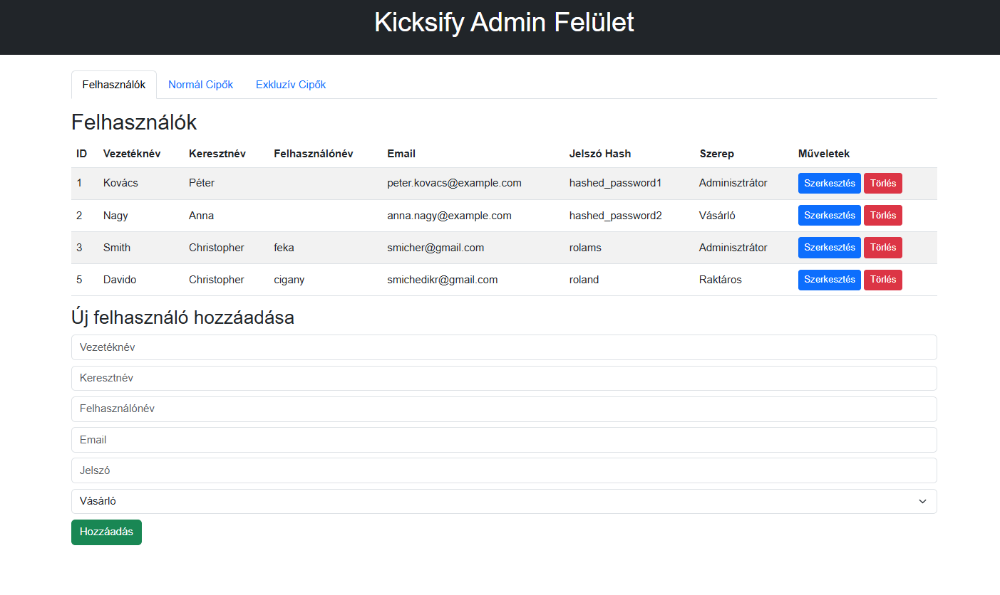 Kicksify Admin Felület
Felhasználók Normál Cipők Exkluzív Cipők
Felhasználók
ID Vezetéknév Keresztnév Felhasználónév Email Jelszó Hash Szerep Műveletek
1 Kovács Péter peter.kovacs@example.com hashed_password1 Adminisztrátor Szerkesztés Törlés
2 Nagy Anna anna.nagy@example.com hashed_password2 Vásárló Szerkesztés Törlés
3 Smith Christopher feka smicher@gmail.com rolams Adminisztrátor Szerkesztés Törlés
5 Davido Christopher cigany smichedikr@gmail.com roland Raktáros Szerkesztés Törlés
Új felhasználó hozzáadása
Vezetéknév
Keresztnév
Felhasználónév
Email
Jelszó
Vásárló
Hozzáadás